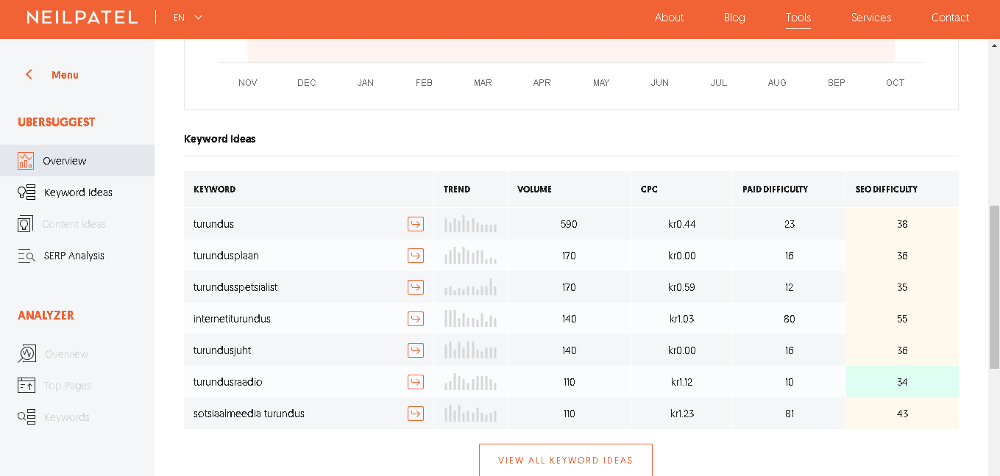 NEILPATEL EN About Blog Tools Services Contact
Menu
UBERSUGGEST
Overview
Keyword Ideas
Content Ideas
SERP Analysis
ANALYZER
Overview
Top Pages
Keywords
NOV DEC JAN FEB MAR APR MAY JUN JUL AUG SEP OCT
Keyword Ideas
KEYWORD TREND VOLUME CPC PAID DIFFICULTY SEO DIFFICULTY
turundus 590 kr0.44 23 38
turundusplaan 170 kr0.00 16 36
turundusspetsialist 170 kr0.59 12 35
internetiturundus 140 kr1.03 80 55
turundusjuht 140 kr0.00 16 36
turundusraadio 110 kr1.12 10 34
sotsiaalmeedia turundus 110 kr1.23 81 43
VIEW ALL KEYWORD IDEAS